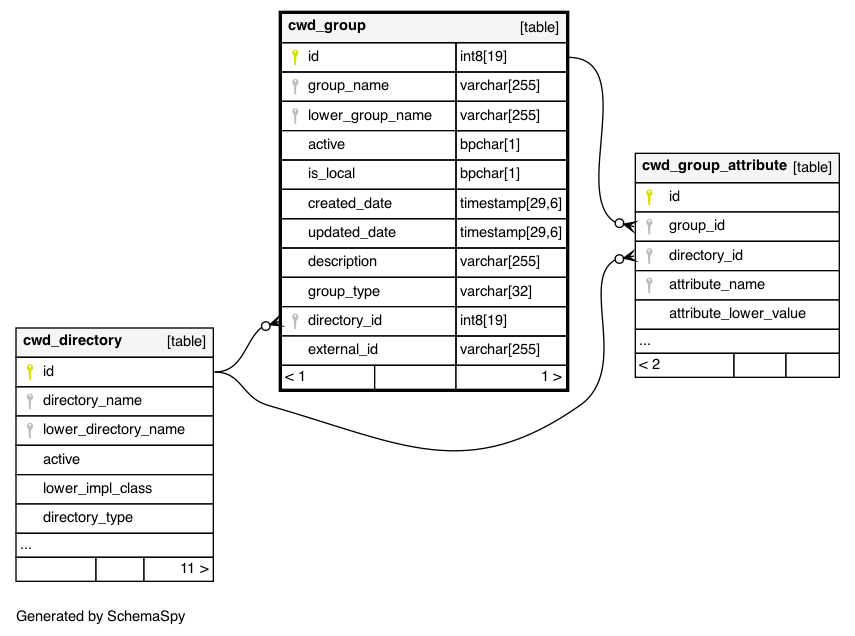 cwd_group [table]
id int8[19]
group_name varchar[255]
lower_group_name varchar[255]
active bpchar[1]
is_local bpchar[1]
created_date timestamp[29,6]
updated_date timestamp[29,6]
description varchar[255]
group_type varchar[32]
directory_id int8[19]
external_id varchar[255]
< 1 1 >
cwd_group_attribute [table]
id
group_id
directory_id
attribute_name
attribute_lower_value
...
< 2
cwd_directory [table]
id
directory_name
lower_directory_name
active
lower_impl_class
directory_type
...
11 >
Generated by SchemaSpy